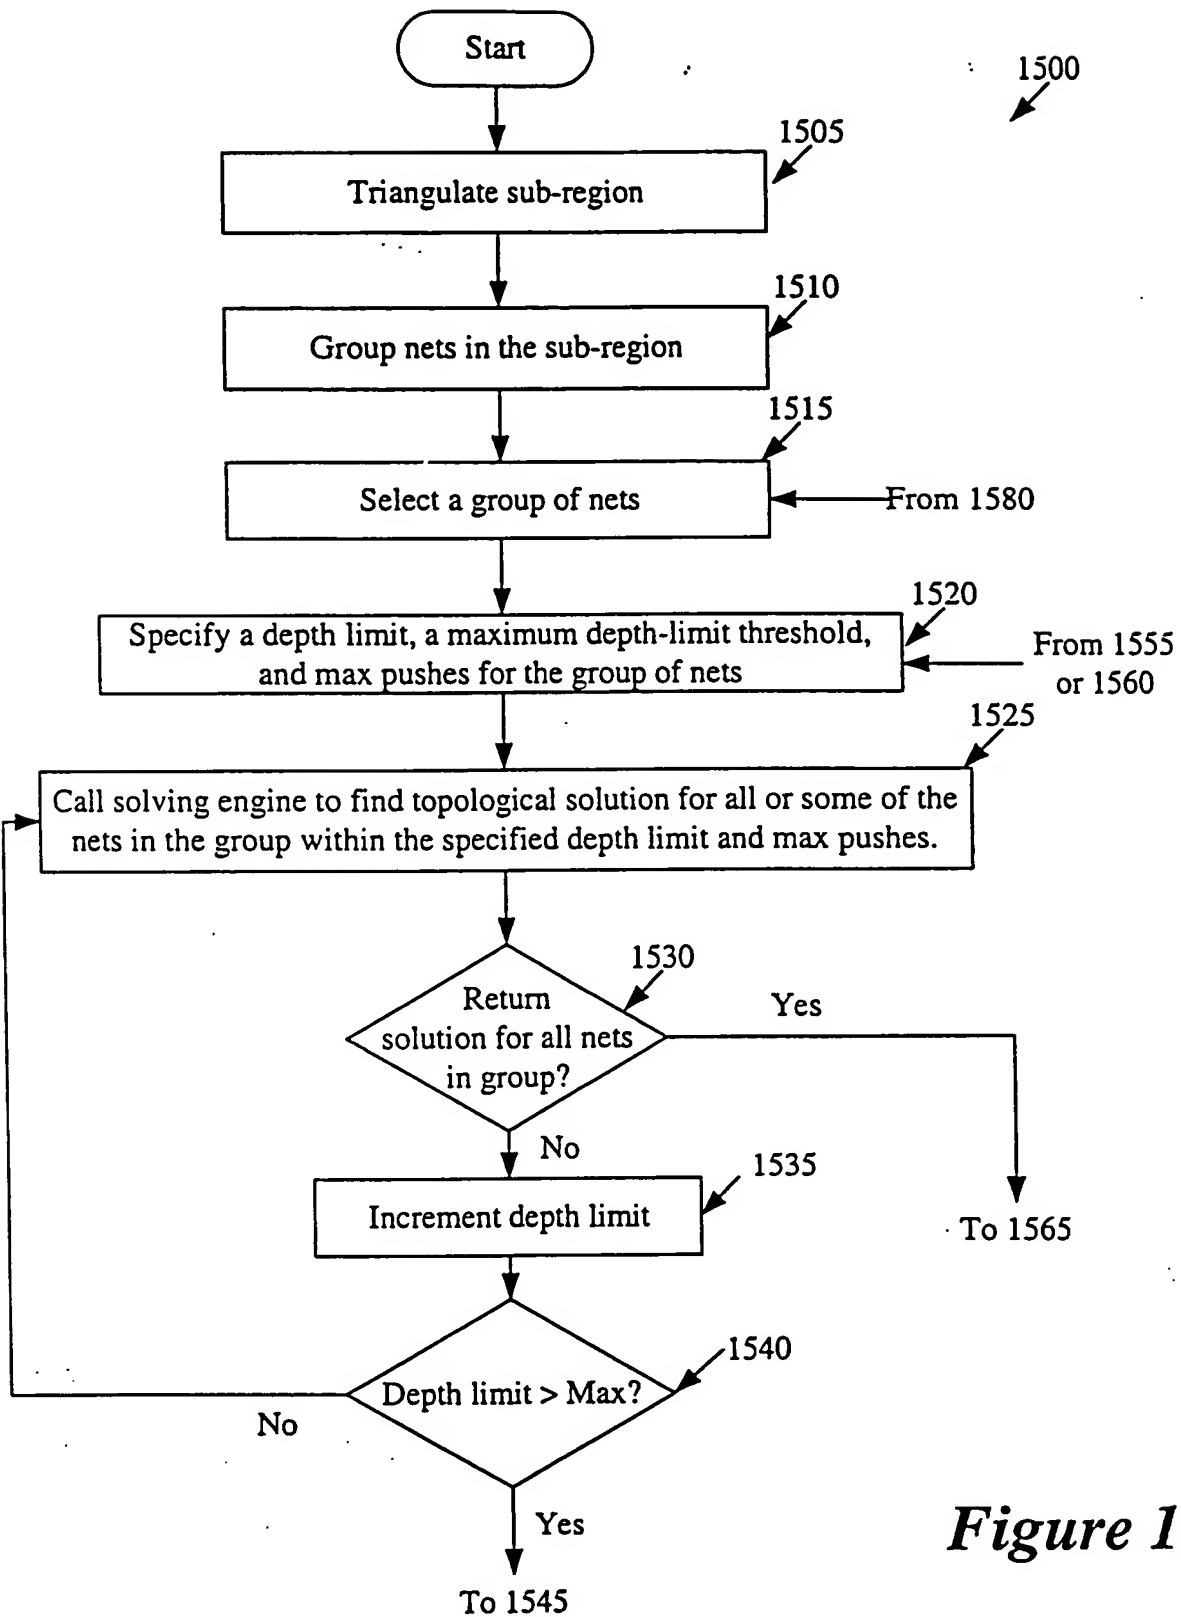 Start
1500
1505
Triangulate sub-region
1510
Group nets in the sub-region
1515
Select a group of nets
From 1580
1520
Specify a depth limit, a maximum depth-limit threshold,
and max pushes for the group of nets
From 1555
or 1560
1525
Call solving engine to find topological solution for all or some of the
nets in the group within the specified depth limit and max pushes.
1530
Return
solution for all nets
in group?
Yes
No
1535
Increment depth limit
To 1565
1540
Depth limit > Max?
No
Yes
To 1545
Figure 1